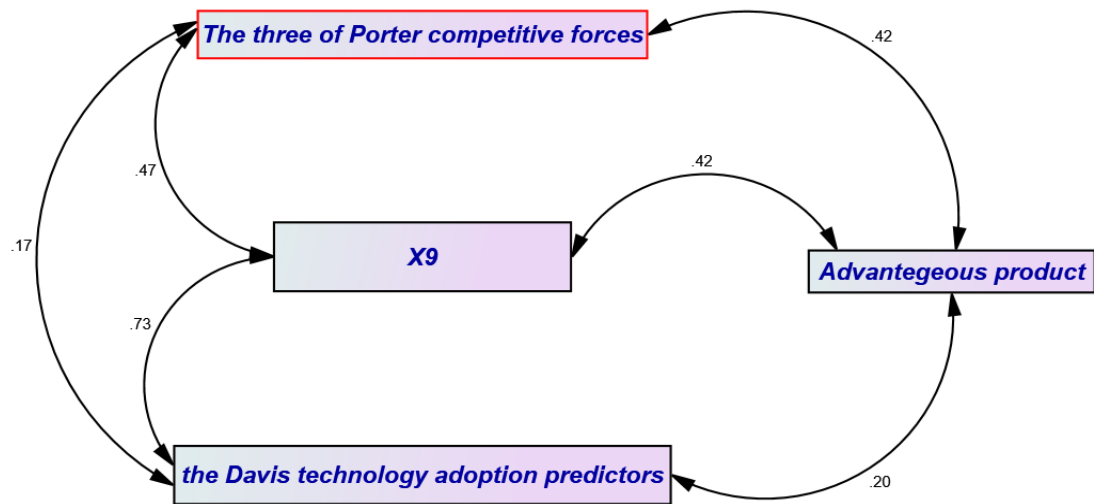 The three of Porter competitive forces
.42
.42
.47
.17
X9
Advantegeous product
.73
the Davis technology adoption predictors
.20